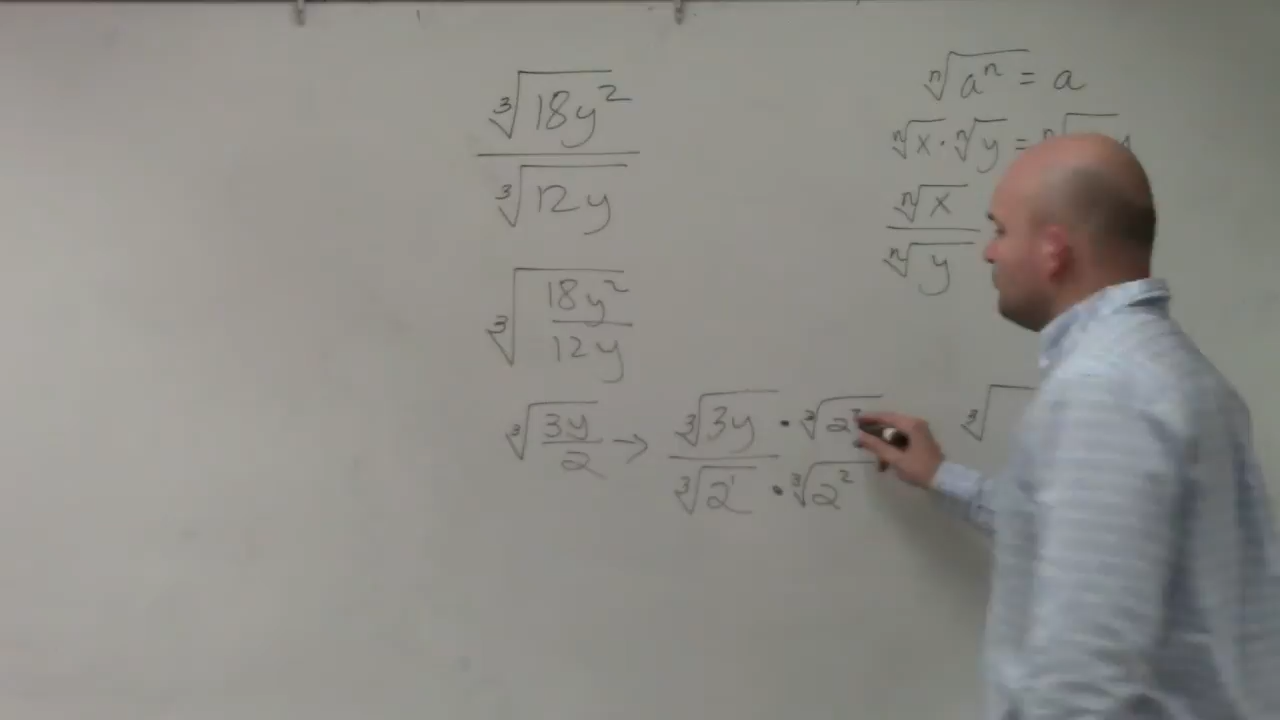 ∛(18y²) / ∛(12y)
∛(18y² / 12y)
∛(3y / 2) → (∛(3y) · ∛(2²)) / (∛(2¹) · ∛(2²))
ⁿ√(aⁿ) = a
ⁿ√x · ⁿ√y =
ⁿ√x / ⁿ√y
∛